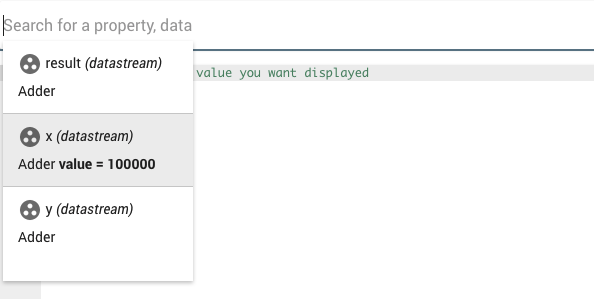 Search for a property, data
result (datastream)
value you want displayed
Adder
x (datastream)
Adder value = 100000
y (datastream)
Adder